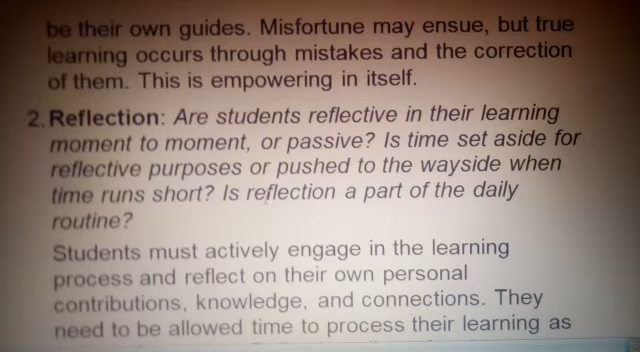 be their own guides. Misfortune may ensue, but true
learning occurs through mistakes and the correction
of them. This is empowering in itself.
2. Reflection: Are students reflective in their learning
moment to moment, or passive? Is time set aside for
reflective purposes or pushed to the wayside when
time runs short? Is reflection a part of the daily
routine?
Students must actively engage in the learning
process and reflect on their own personal
contributions, knowledge, and connections. They
need to be allowed time to process their learning as